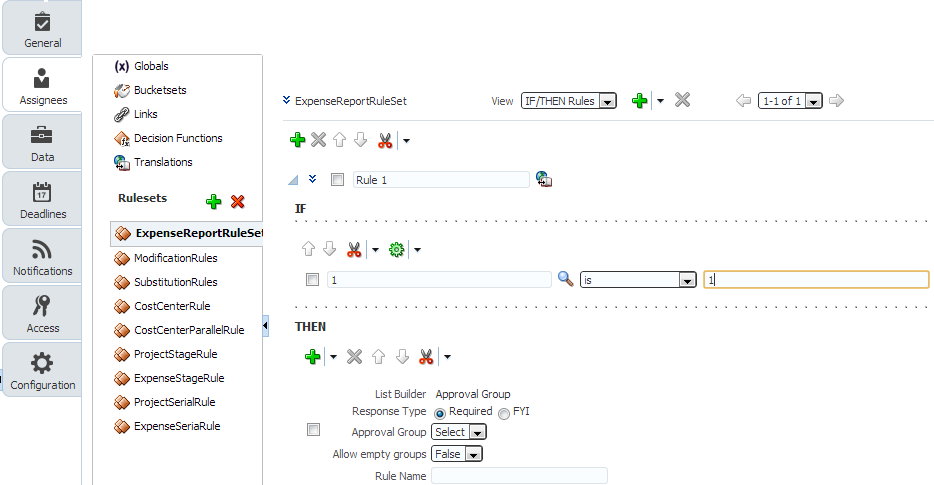 General
Assignees
Data
17
Deadlines
Notifications
Access
Configuration
(x) Globals
Bucketsets
Links
Decision Functions
Translations
Rulesets
ExpenseReportRuleSet
ModificationRules
SubstitutionRules
CostCenterRule
CostCenterParallelRule
ProjectStageRule
ExpenseStageRule
ProjectSerialRule
ExpenseSeriaRule
ExpenseReportRuleSet View IF/THEN Rules 1-1 of 1
Rule 1
IF
1 is 1
THEN
List Builder Approval Group
Response Type Required FYI
Approval Group Select
Allow empty groups False
Rule Name